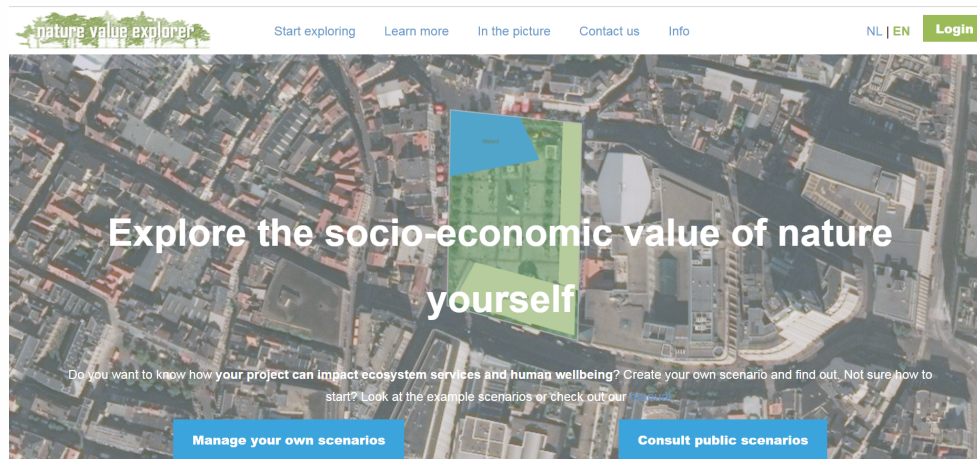 nature value explorer
Start exploring Learn more In the picture Contact us Info NL | EN Login
Explore the socio-economic value of nature
yourself
Do you want to know how your project can impact ecosystem services and human wellbeing? Create your own scenario and find out. Not sure how to
start? Look at the example scenarios or check out our
Manage your own scenarios Consult public scenarios